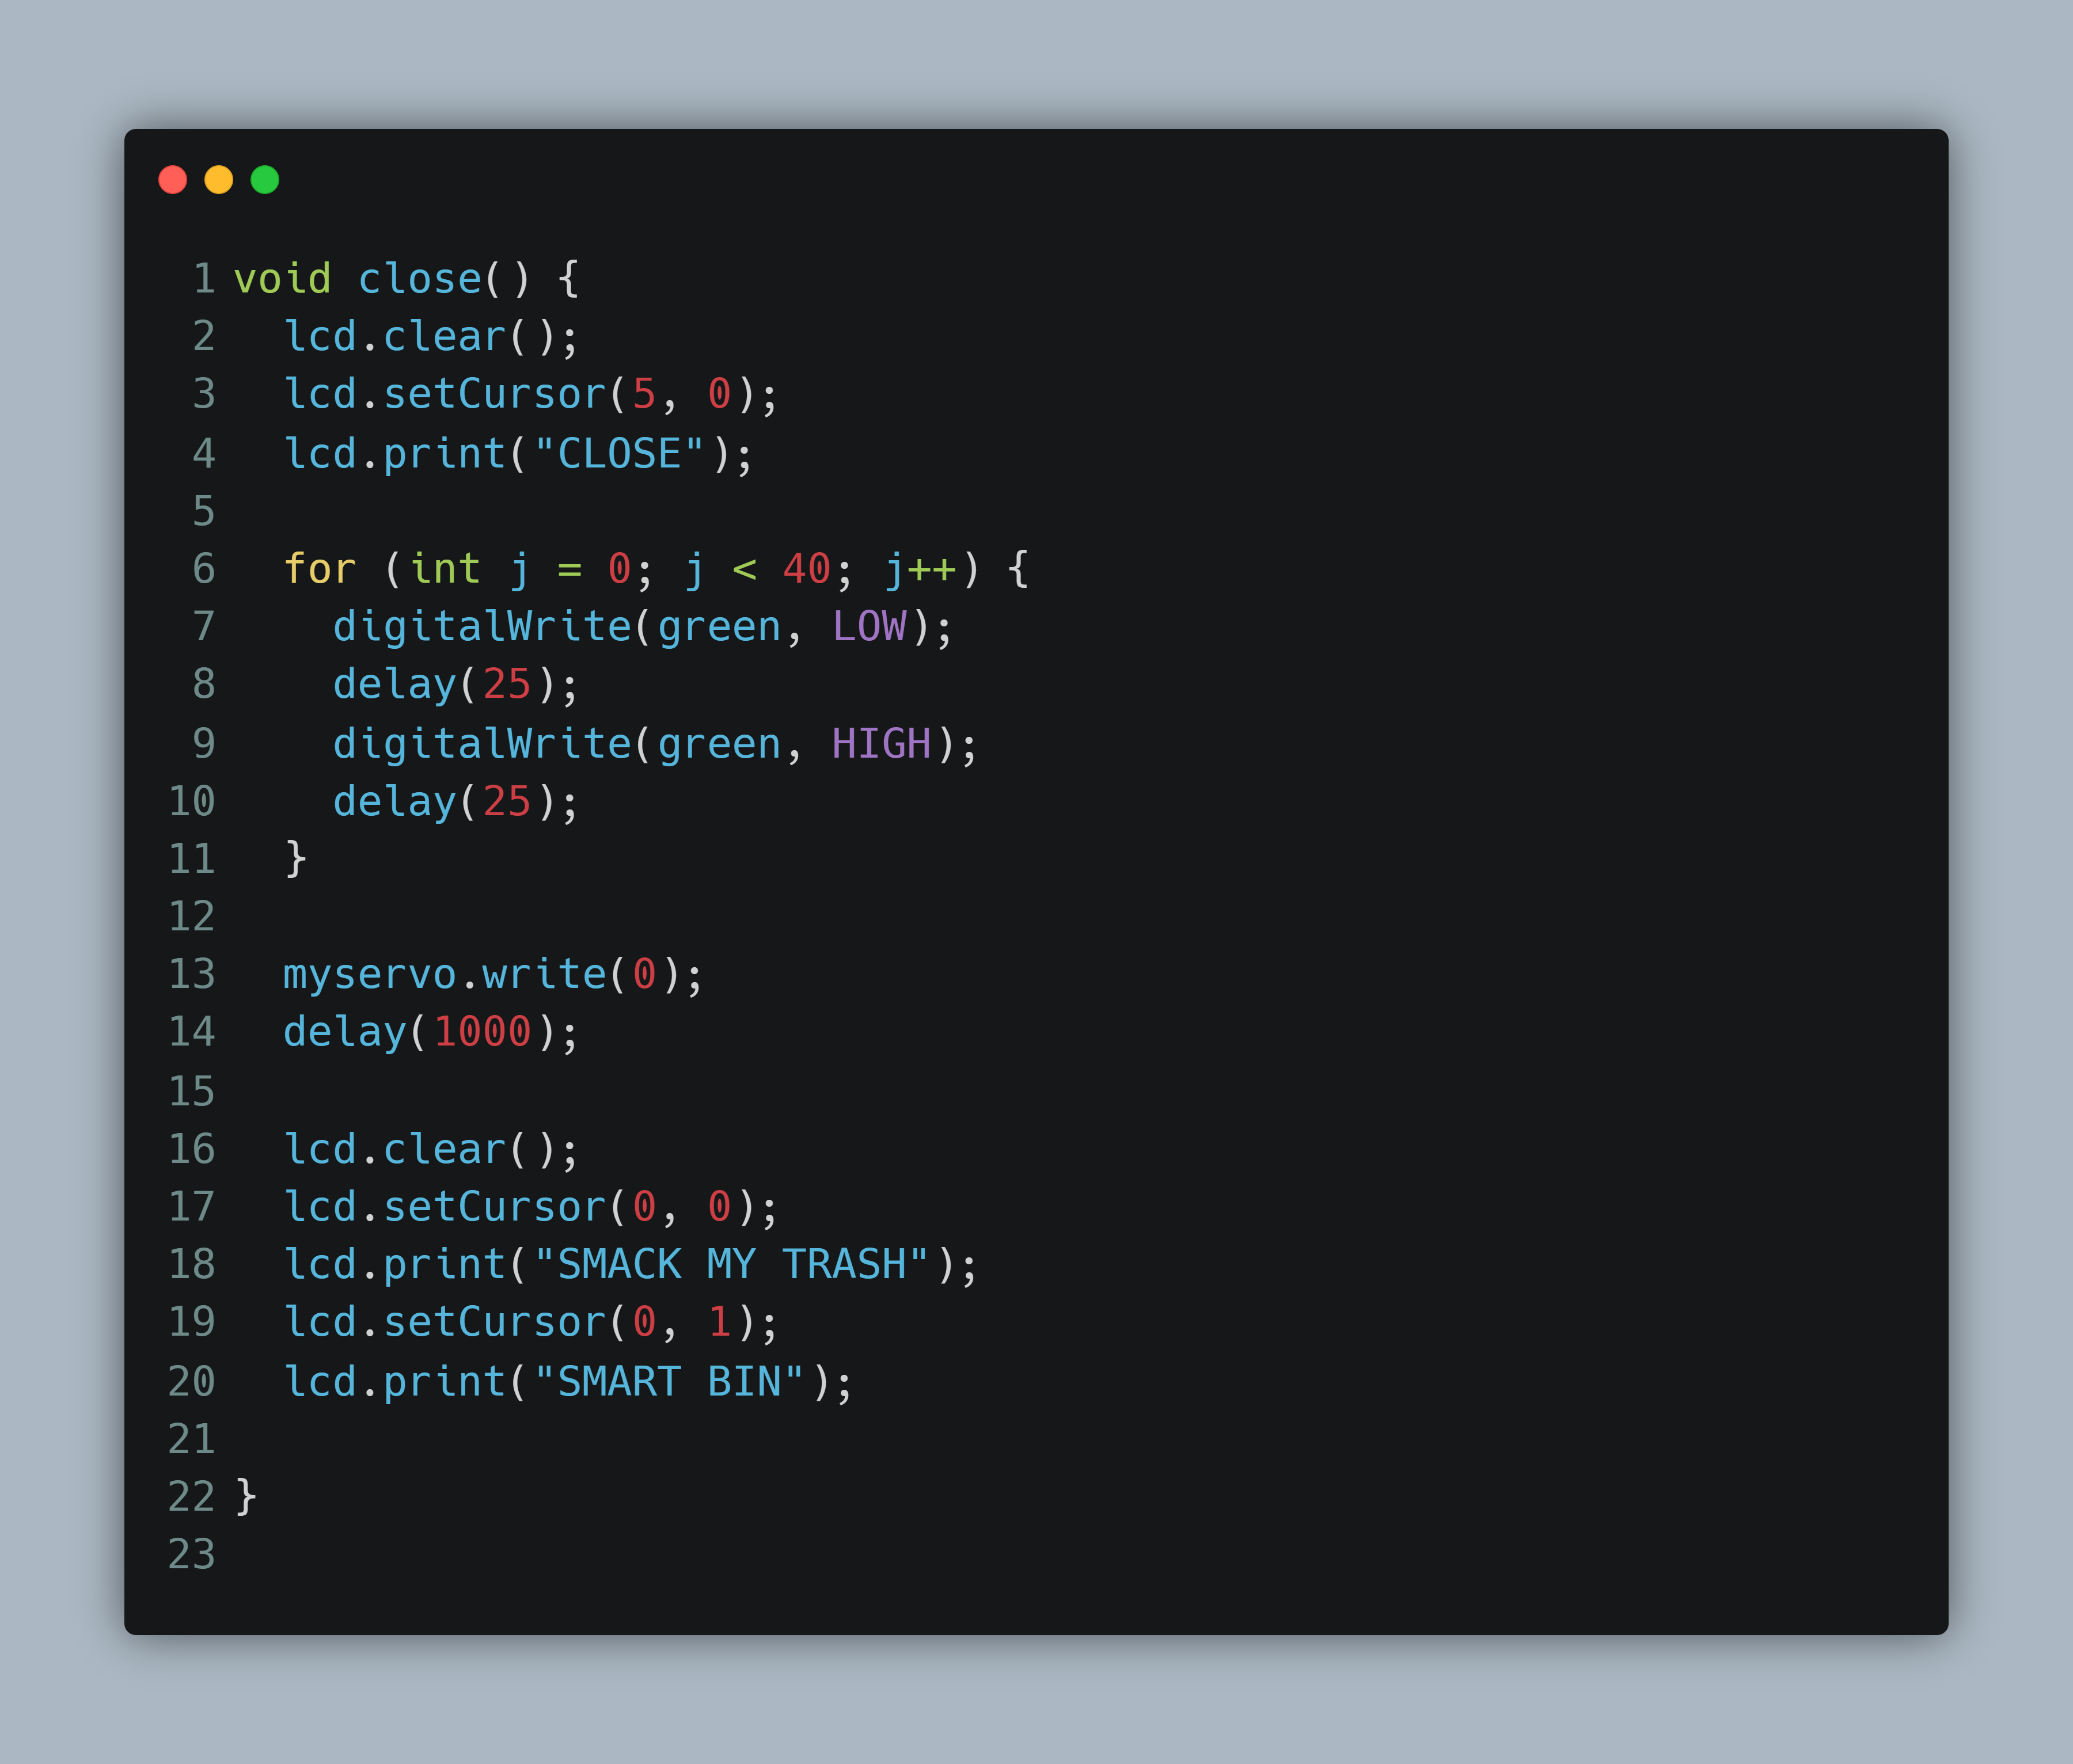 1 void close() {
2   lcd.clear();
3   lcd.setCursor(5, 0);
4   lcd.print("CLOSE");
5
6   for (int j = 0; j < 40; j++) {
7     digitalWrite(green, LOW);
8     delay(25);
9     digitalWrite(green, HIGH);
10     delay(25);
11   }
12
13   myservo.write(0);
14   delay(1000);
15
16   lcd.clear();
17   lcd.setCursor(0, 0);
18   lcd.print("SMACK MY TRASH");
19   lcd.setCursor(0, 1);
20   lcd.print("SMART BIN");
21
22 }
23